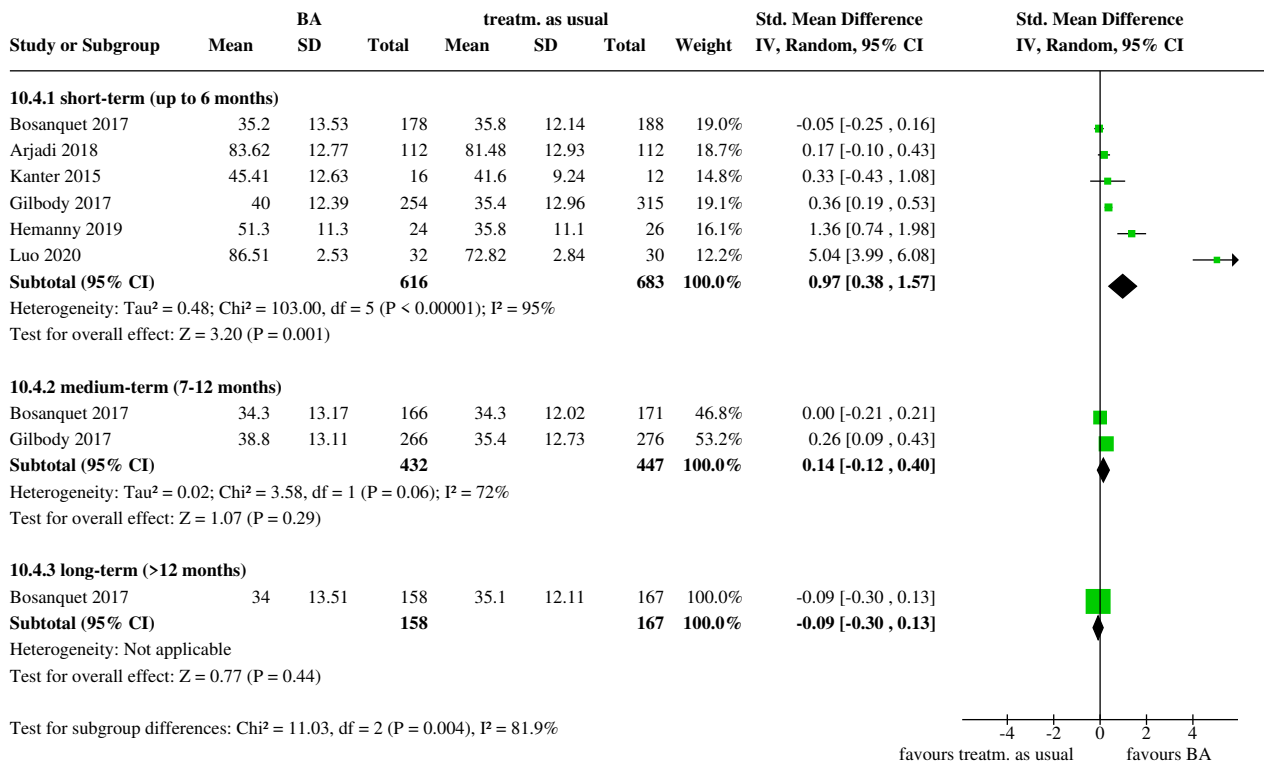 BA treatm. as usual Std. Mean Difference Std. Mean Difference
Study or Subgroup Mean SD Total Mean SD Total Weight IV, Random, 95% CI IV, Random, 95% CI
10.4.1 short-term (up to 6 months)
Bosanquet 2017 35.2 13.53 178 35.8 12.14 188 19.0% -0.05 [-0.25 , 0.16]
Arjadi 2018 83.62 12.77 112 81.48 12.93 112 18.7% 0.17 [-0.10 , 0.43]
Kanter 2015 45.41 12.63 16 41.6 9.24 12 14.8% 0.33 [-0.43 , 1.08]
Gilbody 2017 40 12.39 254 35.4 12.96 315 19.1% 0.36 [0.19 , 0.53]
Hemanny 2019 51.3 11.3 24 35.8 11.1 26 16.1% 1.36 [0.74 , 1.98]
Luo 2020 86.51 2.53 32 72.82 2.84 30 12.2% 5.04 [3.99 , 6.08]
Subtotal (95% CI) 616 683 100.0% 0.97 [0.38 , 1.57]
Heterogeneity: Tau² = 0.48; Chi² = 103.00, df = 5 (P < 0.00001); I² = 95%
Test for overall effect: Z = 3.20 (P = 0.001)
10.4.2 medium-term (7-12 months)
Bosanquet 2017 34.3 13.17 166 34.3 12.02 171 46.8% 0.00 [-0.21 , 0.21]
Gilbody 2017 38.8 13.11 266 35.4 12.73 276 53.2% 0.26 [0.09 , 0.43]
Subtotal (95% CI) 432 447 100.0% 0.14 [-0.12 , 0.40]
Heterogeneity: Tau² = 0.02; Chi² = 3.58, df = 1 (P = 0.06); I² = 72%
Test for overall effect: Z = 1.07 (P = 0.29)
10.4.3 long-term (>12 months)
Bosanquet 2017 34 13.51 158 35.1 12.11 167 100.0% -0.09 [-0.30 , 0.13]
Subtotal (95% CI) 158 167 100.0% -0.09 [-0.30 , 0.13]
Heterogeneity: Not applicable
Test for overall effect: Z = 0.77 (P = 0.44)
Test for subgroup differences: Chi² = 11.03, df = 2 (P = 0.004), I² = 81.9%
-4 -2 0 2 4
favours treatm. as usual favours BA